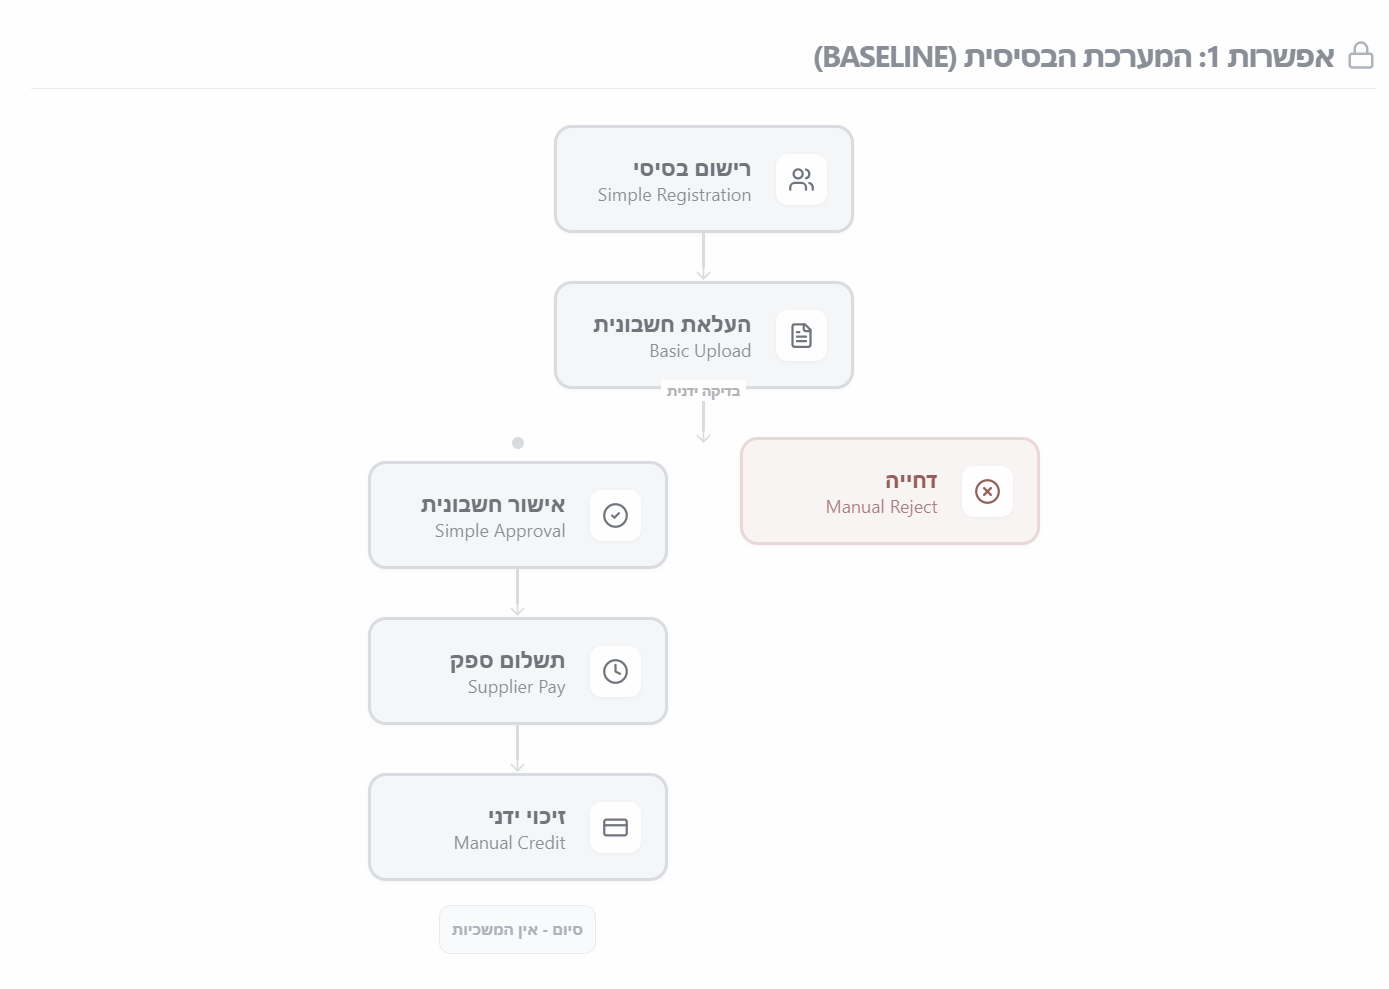 אפשרות 1: המערכת הבסיסית (BASELINE)
רישום בסיסי
Simple Registration
העלאת חשבונית
Basic Upload
בדיקה ידנית
דחייה
Manual Reject
אישור חשבונית
Simple Approval
תשלום ספק
Supplier Pay
זיכוי ידני
Manual Credit
סיום - אין המשכיות